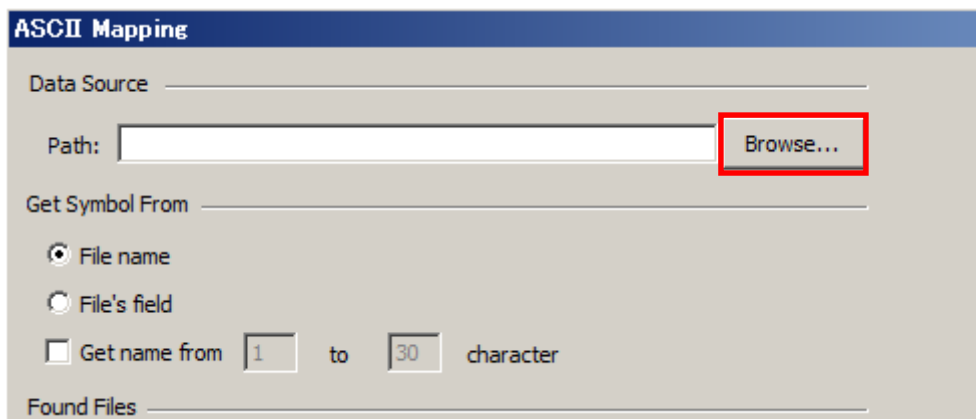 ASCII Mapping
Data Source
Path: Browse...
Get Symbol From
File name
File's field
Get name from 1 to 30 character
Found Files